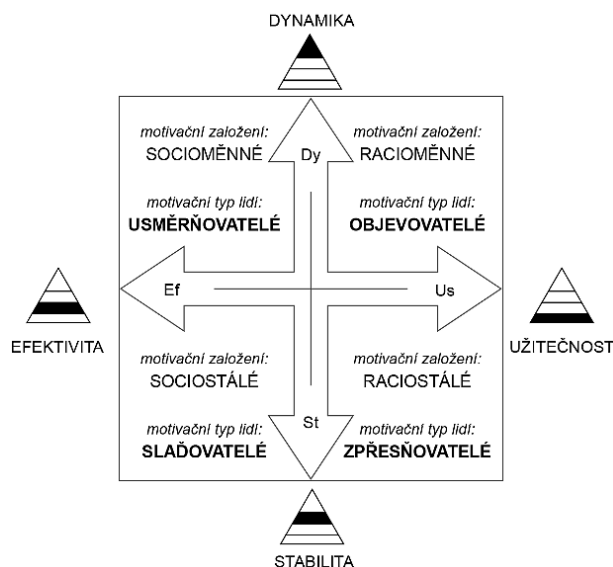 DYNAMIKA
motivační založení:
SOCIOMĚNNÉ
motivační založení:
RACIOMĚNNÉ
Dy
motivační typ lidí:
USMĚRŇOVATELÉ
motivační typ lidí:
OBJEVOVATELÉ
Ef
Us
EFEKTIVITA
UŽITEČNOST
motivační založení:
SOCIOSTÁLÉ
motivační založení:
RACIOSTÁLÉ
St
motivační typ lidí:
SLAĎOVATELÉ
motivační typ lidí:
ZPŘESŇOVATELÉ
STABILITA